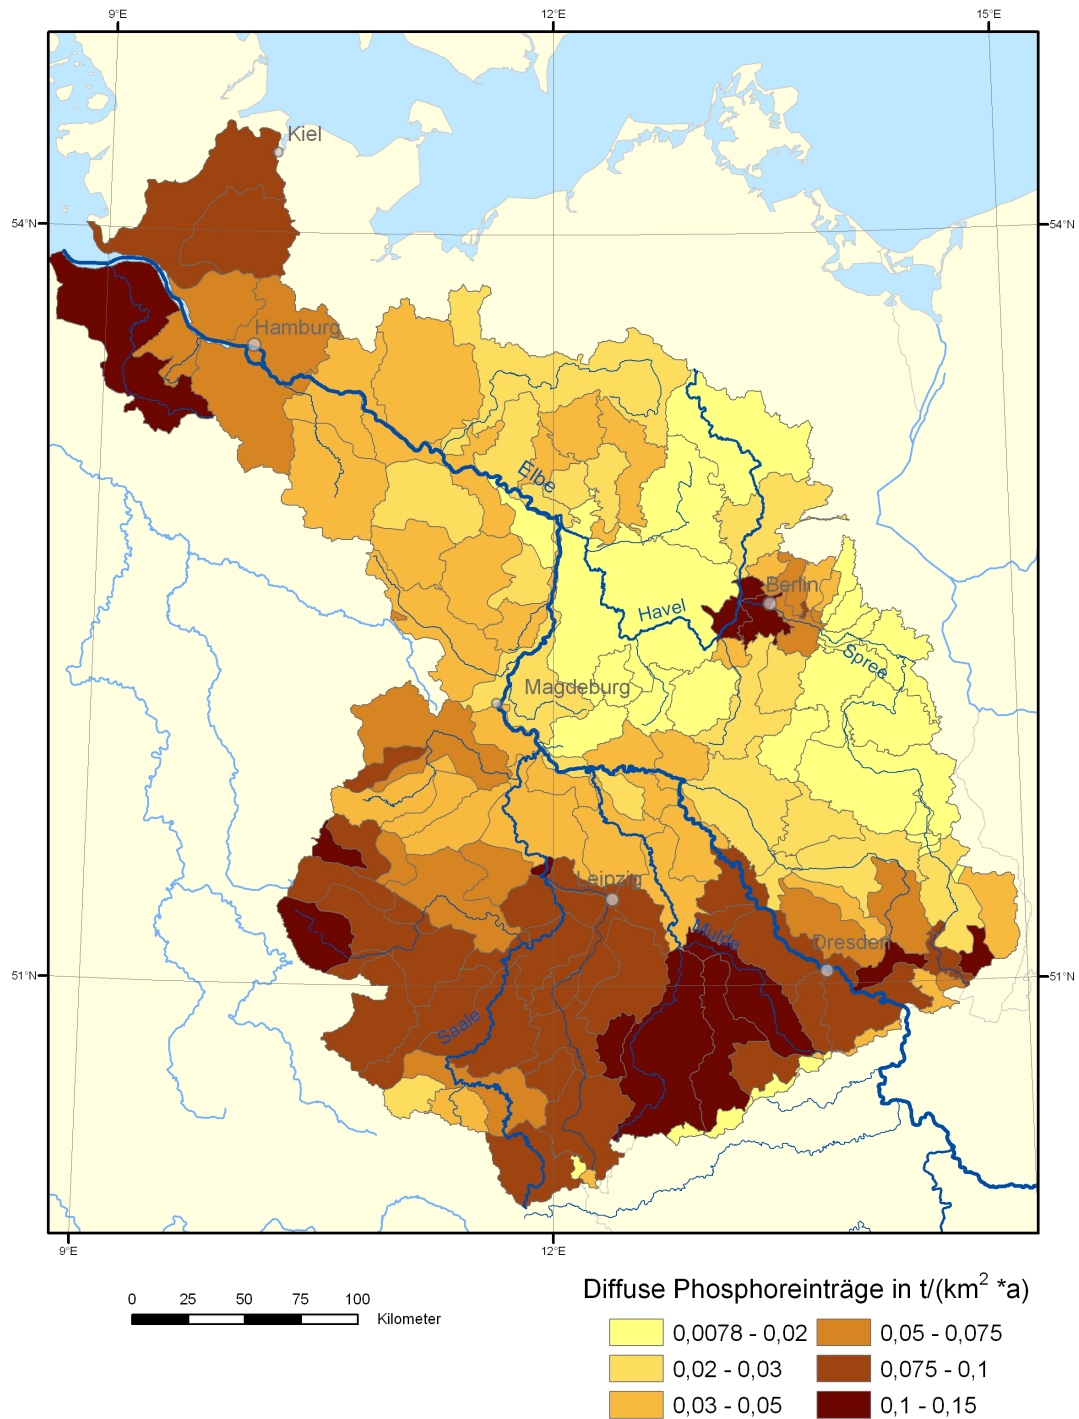 9°E 12°E 15°E
Kiel
54°N 54°N
Hamburg
Elbe
Berlin
Havel
Spree
Magdeburg
Leipzig
Mulde
Dresden
51°N 51°N
Saale
9°E 12°E
Diffuse Phosphoreinträge in t/(km² *a)
0 25 50 75 100
Kilometer
0,0078 - 0,02 0,05 - 0,075
0,02 - 0,03 0,075 - 0,1
0,03 - 0,05 0,1 - 0,15